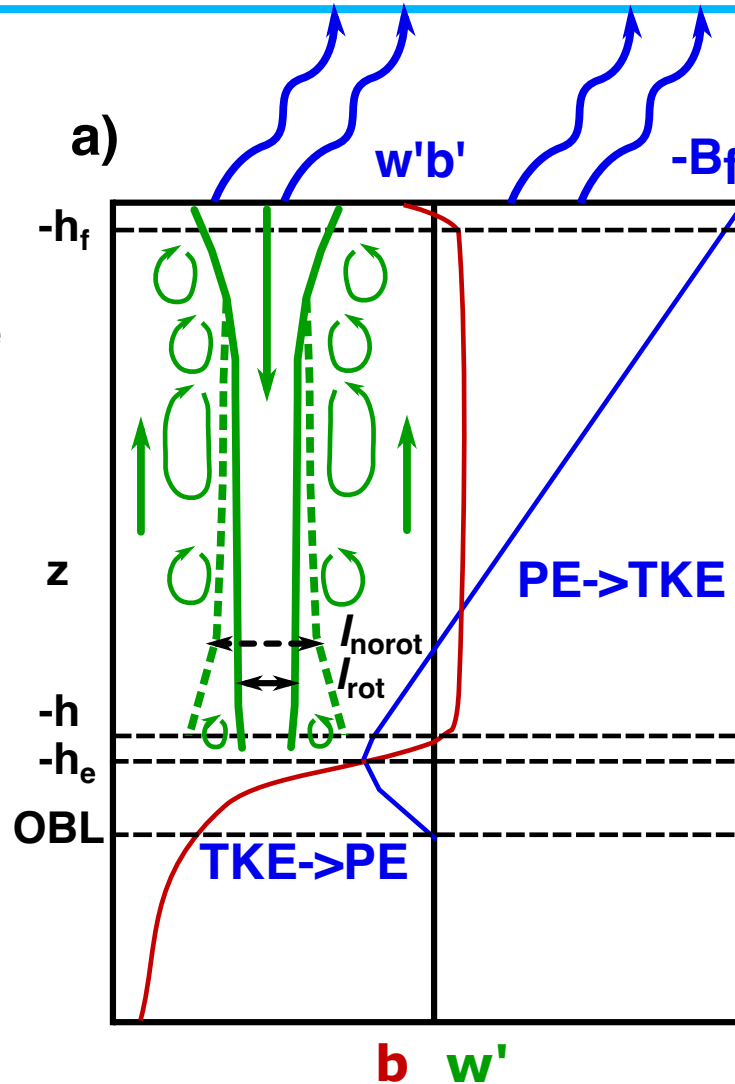 a)
w'b'
-Bf
-hf
z
PE->TKE
lnorot
lrot
-h
-he
OBL
TKE->PE
b w'